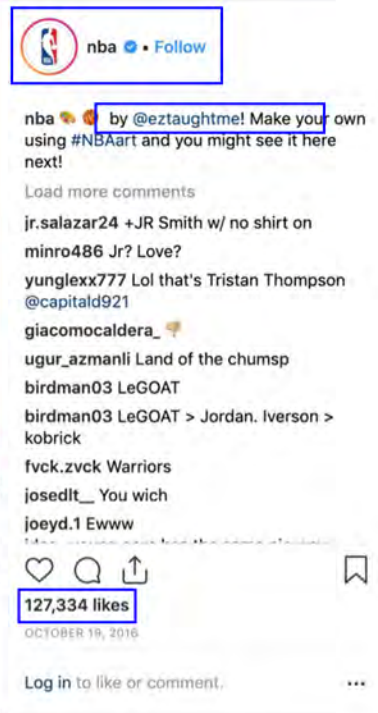 nba • Follow
nba 🎨 🏀 by @eztaughtme! Make your own
using #NBAart and you might see it here
next!
Load more comments
jr.salazar24 +JR Smith w/ no shirt on
minro486 Jr? Love?
yunglexx777 Lol that's Tristan Thompson
@capitald921
giacomocaldera_ 👎🏼
ugur_azmanli Land of the chumsp
birdman03 LeGOAT
birdman03 LeGOAT > Jordan. Iverson >
kobrick
fvck.zvck Warriors
josedlt__ You wich
joeyd.1 Ewww
127,334 likes
OCTOBER 19, 2016
Log in to like or comment.